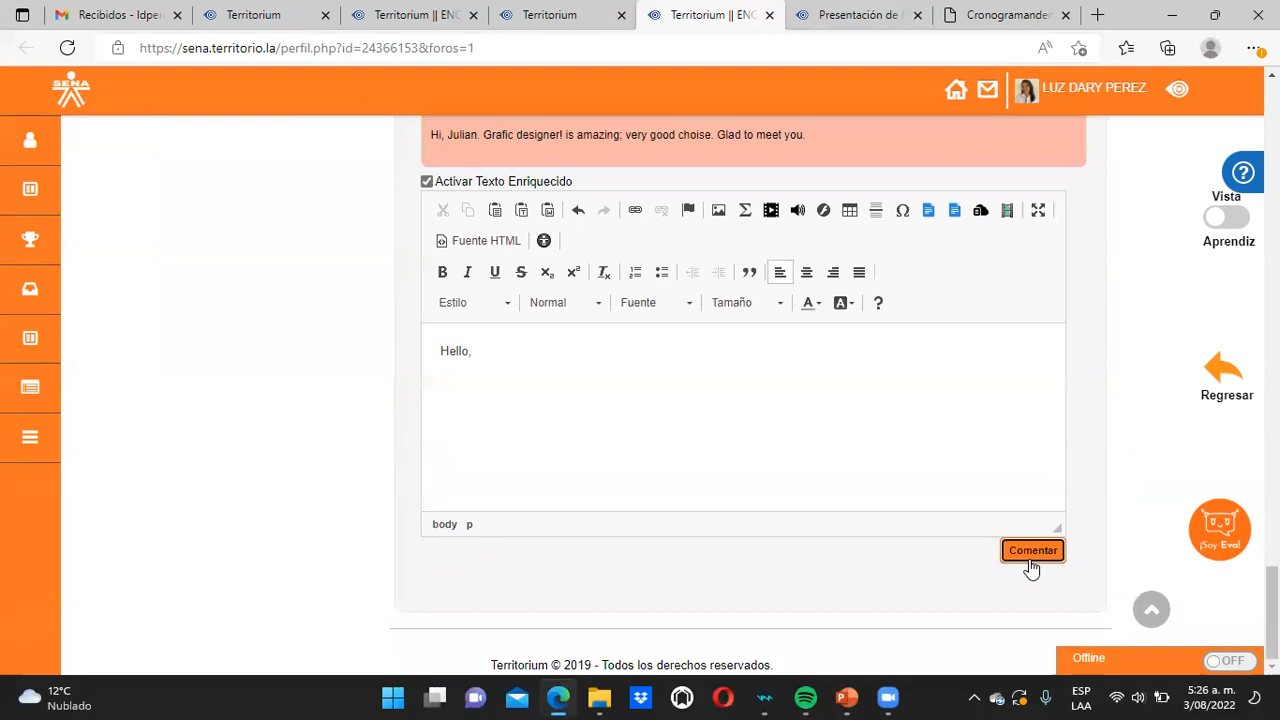 Recibidos - ldpere
Territorium
Territorium || ENC
Territorium
Territorium || ENC
Presentación de E
Cronogramander
https://sena.territorio.la/perfil.php?id=24366153&foros=1
SENA
LUZ DARY PEREZ
Hi, Julian. Grafic designer! is amazing; very good choise. Glad to meet you.
Activar Texto Enriquecido
Vista
Fuente HTML
Aprendiz
Estilo
Normal
Fuente
Tamaño
Hello,
Regresar
body p
¡Soy Eva!
Comentar
Territorium © 2019 - Todos los derechos reservados.
Offline
OFF
12°C
Nublado
ESP
LAA
5:26 a. m.
3/08/2022